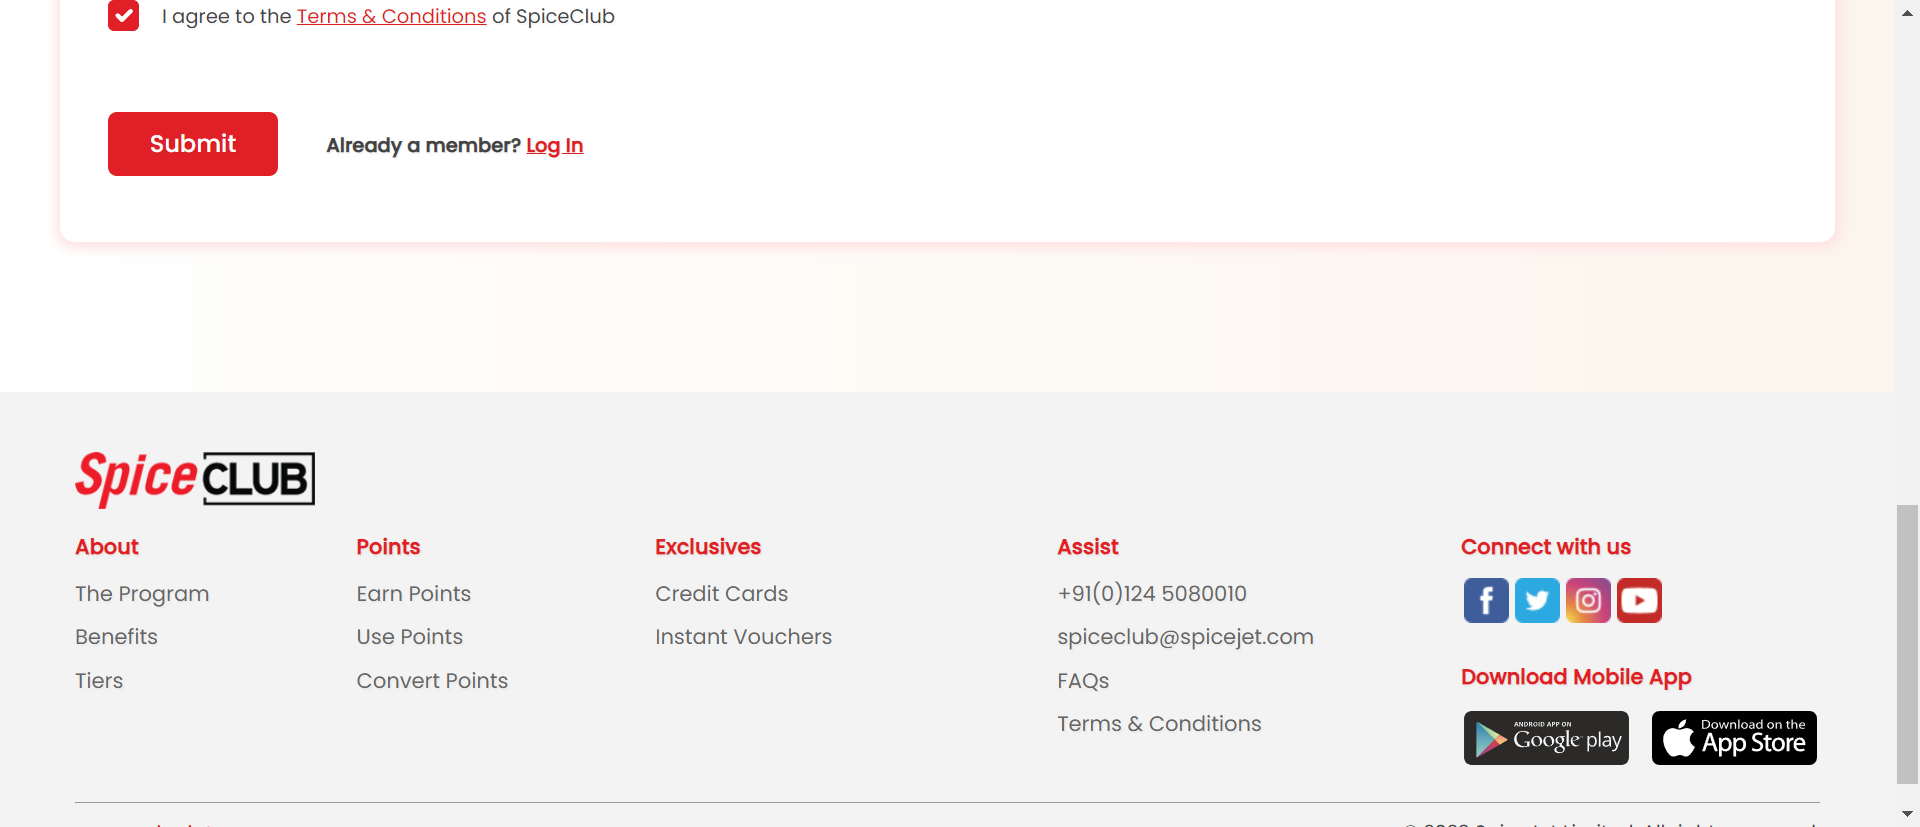 I agree to the Terms & Conditions of SpiceClub
Submit
Already a member? Log In
Spice CLUB
About
The Program
Benefits
Tiers
Points
Earn Points
Use Points
Convert Points
Exclusives
Credit Cards
Instant Vouchers
Assist
+91(0)124 5080010
spiceclub@spicejet.com
FAQs
Terms & Conditions
Connect with us
Download Mobile App
ANDROID APP ON
Google play
Download on the
App Store